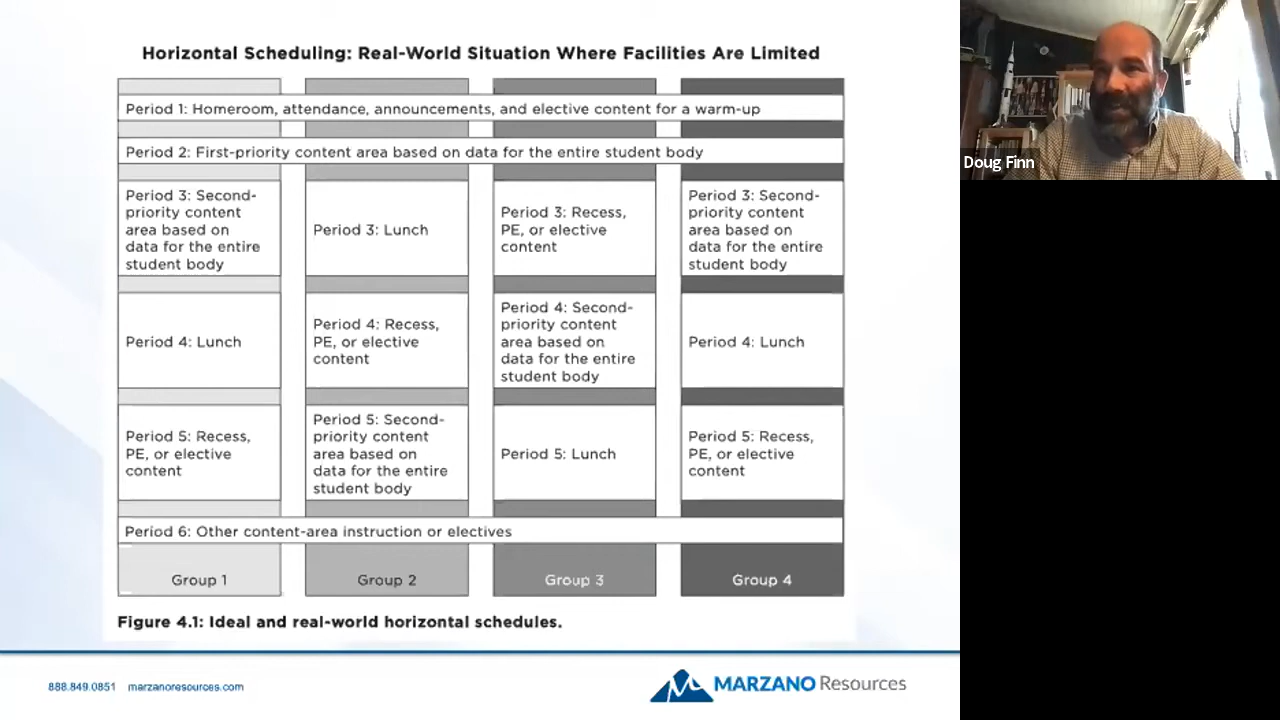 Horizontal Scheduling: Real-World Situation Where Facilities Are Limited
Period 1: Homeroom, attendance, announcements, and elective content for a warm-up
Period 2: First-priority content area based on data for the entire student body
Period 3: Second-
priority content
area based on
data for the entire
student body
Period 3: Lunch
Period 3: Recess,
PE, or elective
content
Period 3: Second-
priority content
area based on
data for the entire
student body
Period 4: Lunch
Period 4: Recess,
PE, or elective
content
Period 4: Second-
priority content
area based on
data for the entire
student body
Period 4: Lunch
Period 5: Recess,
PE, or elective
content
Period 5: Second-
priority content
area based on
data for the entire
student body
Period 5: Lunch
Period 5: Recess,
PE, or elective
content
Period 6: Other content-area instruction or electives
Group 1
Group 2
Group 3
Group 4
Figure 4.1: Ideal and real-world horizontal schedules.
888.849.0851 marzanoresources.com
MARZANO Resources
Doug Finn